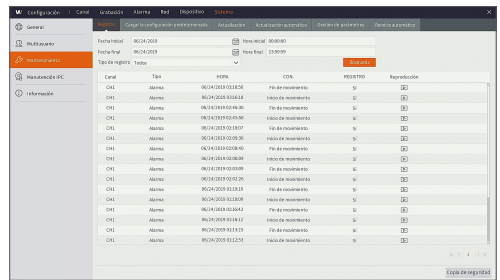 Configuración Canal Grabación Alarma Red Dispositivo Sistema
General
Multiusuario
Mantenimiento
Manutención IPC
Información
Registro Cargar la configuración predeterminada Actualización Actualización automática Gestión de parámetros Reinicio automático
Fecha inicial 06/24/2019 Hora inicial 00:00:00
Fecha final 06/24/2019 Hora final 23:59:59
Tipo de registro Todos Búsqueda
Canal Tipo HORA CON. REGISTRO Reproducción
CH1 Alarma 06/24/2019 03:16:56 Fin de movimiento Sí
CH1 Alarma 06/24/2019 03:16:18 Inicio de movimiento Sí
CH1 Alarma 06/24/2019 02:46:30 Fin de movimiento Sí
CH1 Alarma 06/24/2019 02:45:58 Inicio de movimiento Sí
CH1 Alarma 06/24/2019 02:10:07 Fin de movimiento Sí
CH1 Alarma 06/24/2019 02:09:36 Inicio de movimiento Sí
CH1 Alarma 06/24/2019 02:08:40 Fin de movimiento Sí
CH1 Alarma 06/24/2019 02:08:09 Inicio de movimiento Sí
CH1 Alarma 06/24/2019 02:03:09 Fin de movimiento Sí
CH1 Alarma 06/24/2019 02:02:26 Inicio de movimiento Sí
CH1 Alarma 06/24/2019 01:19:19 Fin de movimiento Sí
CH1 Alarma 06/24/2019 01:18:09 Inicio de movimiento Sí
CH1 Alarma 06/24/2019 01:16:43 Fin de movimiento Sí
CH1 Alarma 06/24/2019 01:16:12 Inicio de movimiento Sí
CH1 Alarma 06/24/2019 01:13:25 Fin de movimiento Sí
CH1 Alarma 06/24/2019 01:12:53 Inicio de movimiento Sí
Copia de seguridad